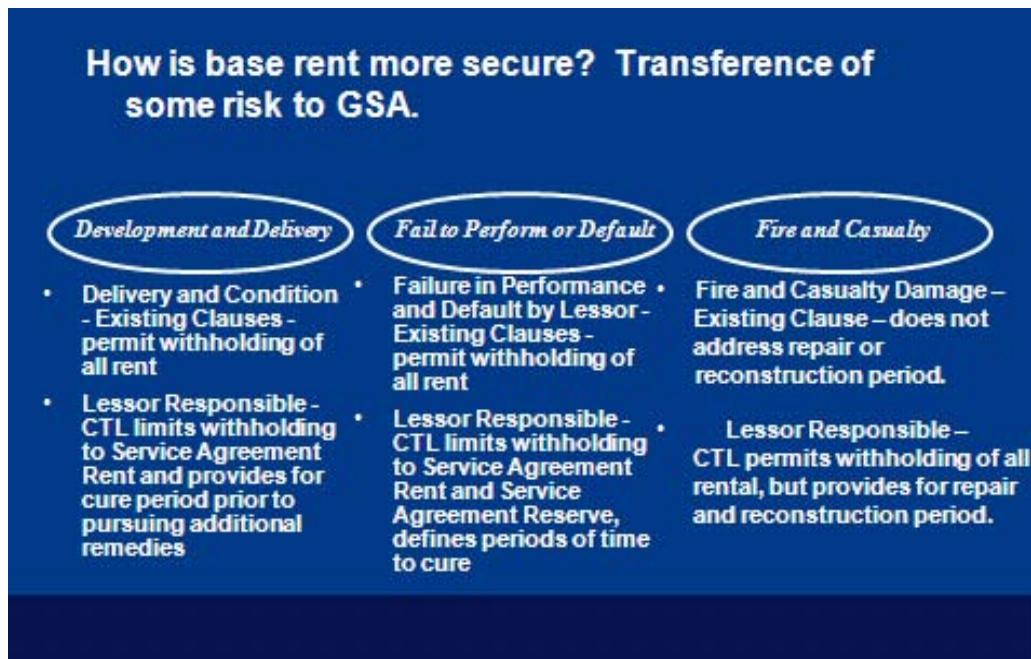 How is base rent more secure? Transference of
some risk to GSA.
Development and Delivery
• Delivery and Condition
- Existing Clauses -
permit withholding of
all rent
• Lessor Responsible -
CTL limits withholding
to Service Agreement
Rent and provides for
cure period prior to
pursuing additional
remedies
Fail to Perform or Default
• Failure in Performance
and Default by Lessor -
Existing Clauses -
permit withholding of
all rent
• Lessor Responsible -
CTL limits withholding
to Service Agreement
Rent and Service
Agreement Reserve,
defines periods of time
to cure
Fire and Casualty
• Fire and Casualty Damage –
Existing Clause – does not
address repair or
reconstruction period.
• Lessor Responsible –
CTL permits withholding of all
rental, but provides for repair
and reconstruction period.